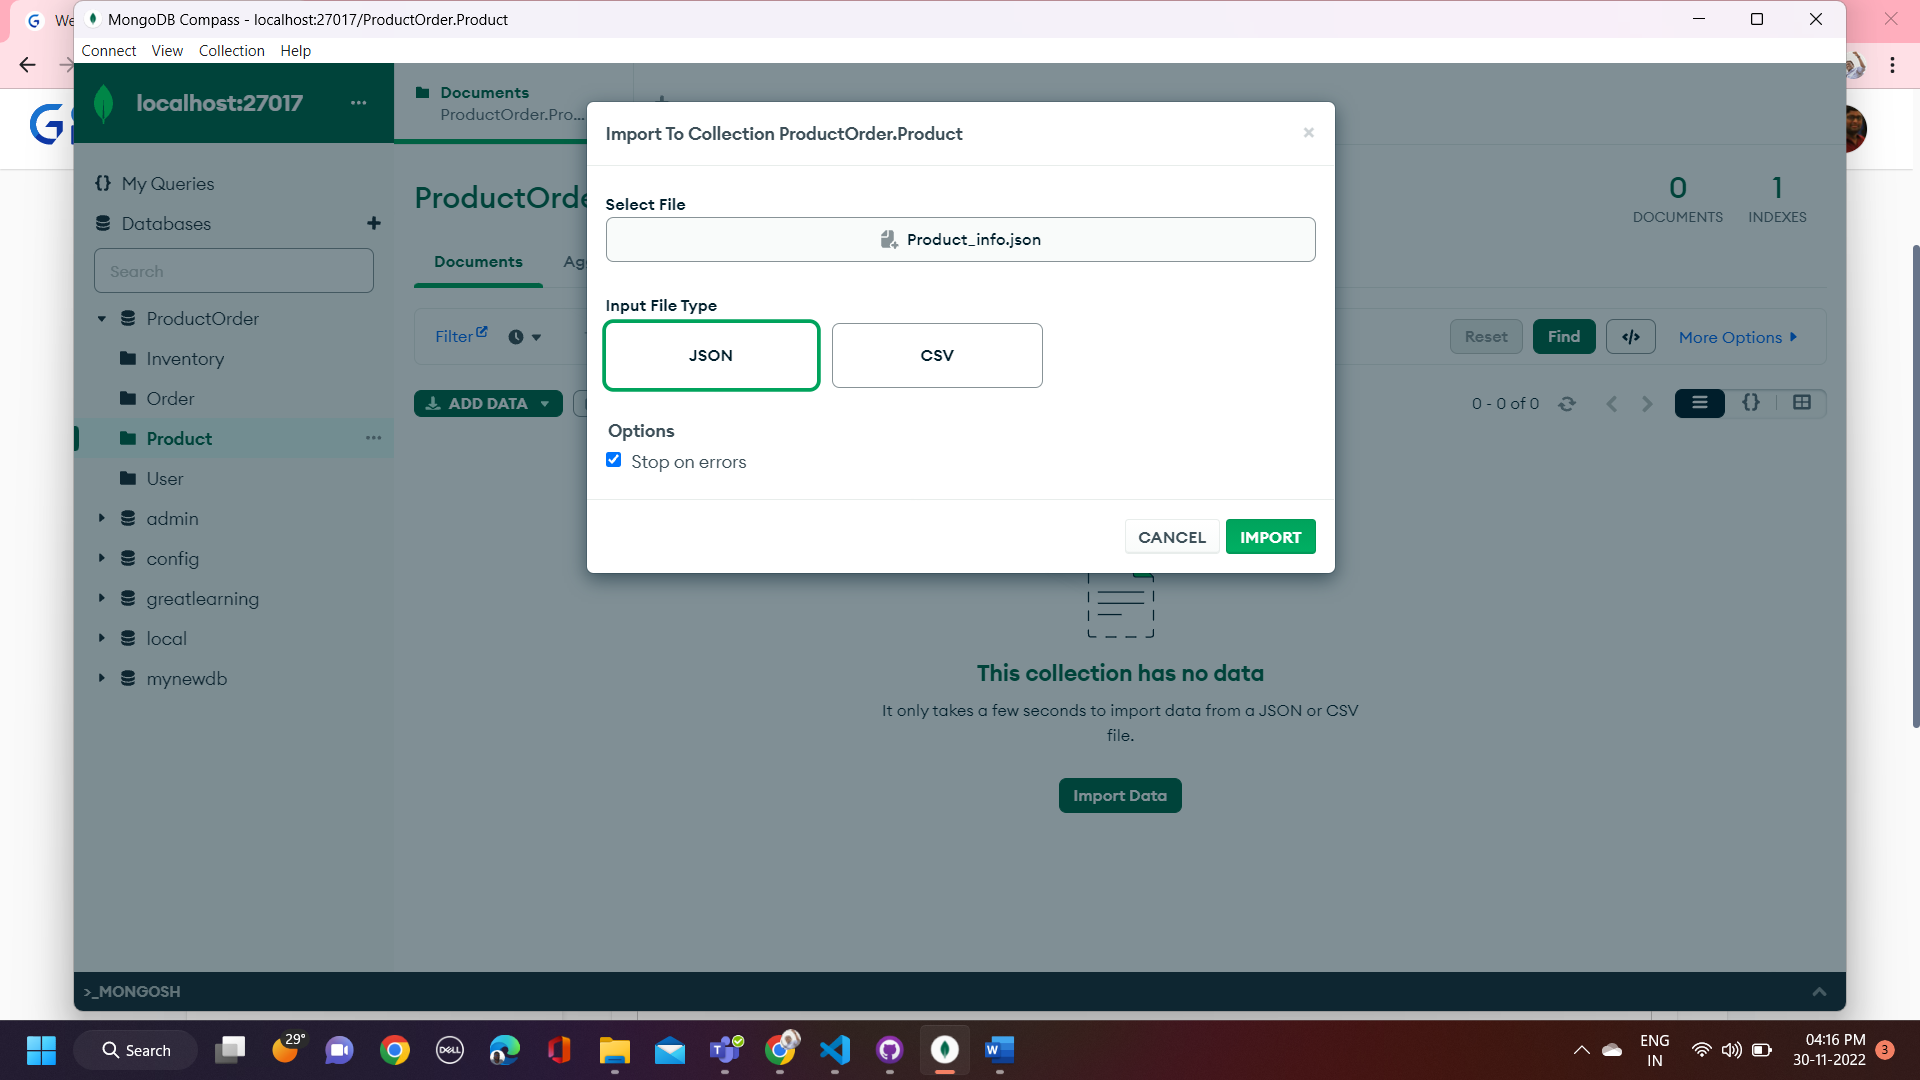 We
MongoDB Compass - localhost:27017/ProductOrder.Product
Connect View Collection Help
localhost:27017
Documents
ProductOrder.Pro...
My Queries
Databases
Search
ProductOrder
Inventory
Order
Product
User
admin
config
greatlearning
local
mynewdb
0
DOCUMENTS
1
INDEXES
Documents
Filter
Reset
Find
More Options
ADD DATA
0 - 0 of 0
Import To Collection ProductOrder.Product
Select File
Product_info.json
Input File Type
JSON
CSV
Options
Stop on errors
CANCEL
IMPORT
This collection has no data
It only takes a few seconds to import data from a JSON or CSV
file.
Import Data
>_MONGOSH
Search
29°
DELL
ENG
IN
04:16 PM
30-11-2022
3